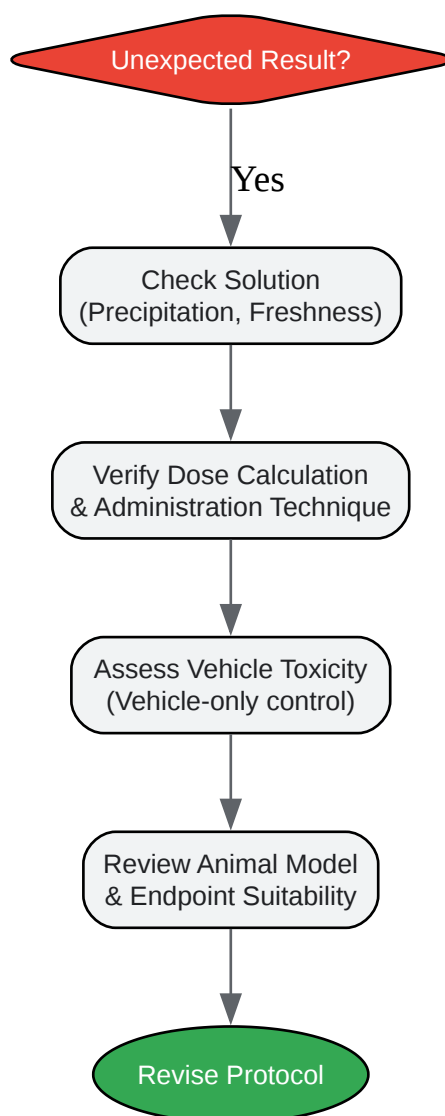 Unexpected Result?
Yes
Check Solution
(Precipitation, Freshness)
Verify Dose Calculation
& Administration Technique
Assess Vehicle Toxicity
(Vehicle-only control)
Review Animal Model
& Endpoint Suitability
Revise Protocol